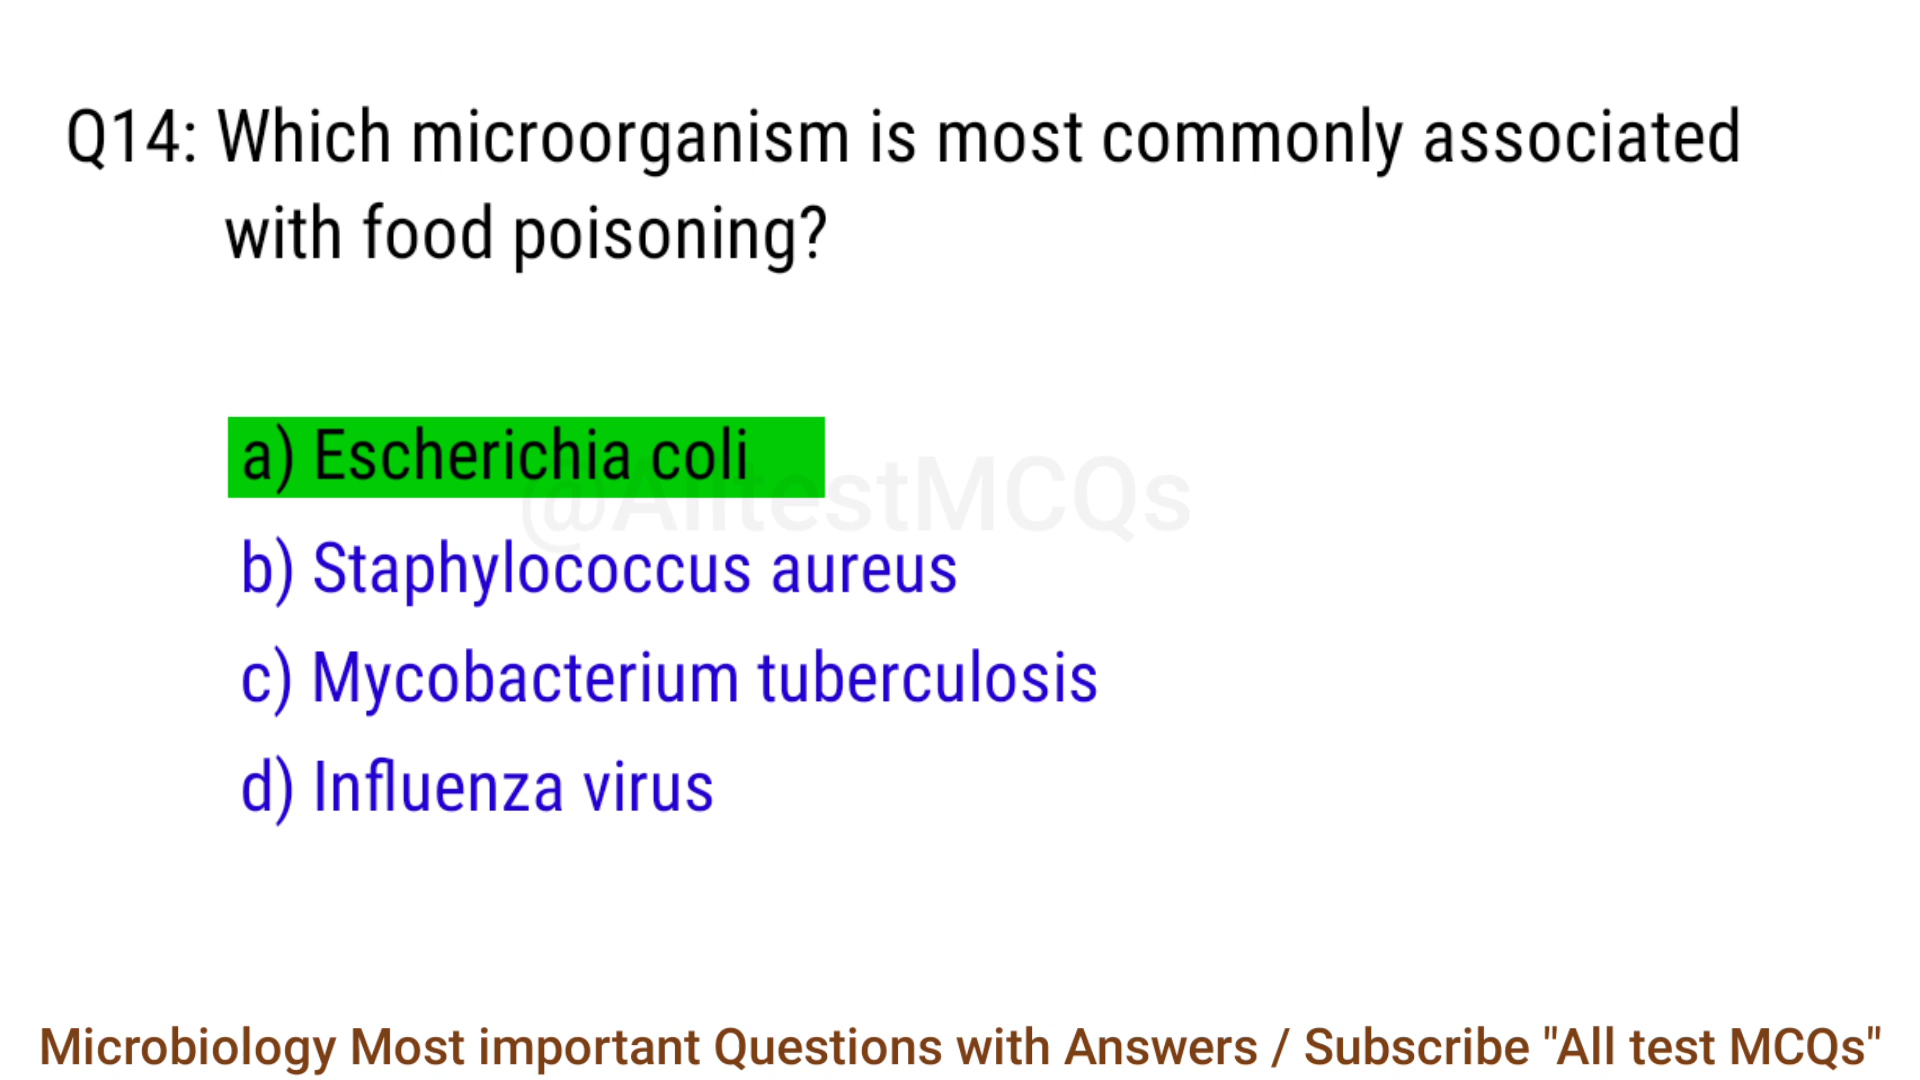 Q14: Which microorganism is most commonly associated
with food poisoning?
a) Escherichia coli
@AlltestMCQs
b) Staphylococcus aureus
c) Mycobacterium tuberculosis
d) Influenza virus
Microbiology Most important Questions with Answers / Subscribe "All test MCQs"